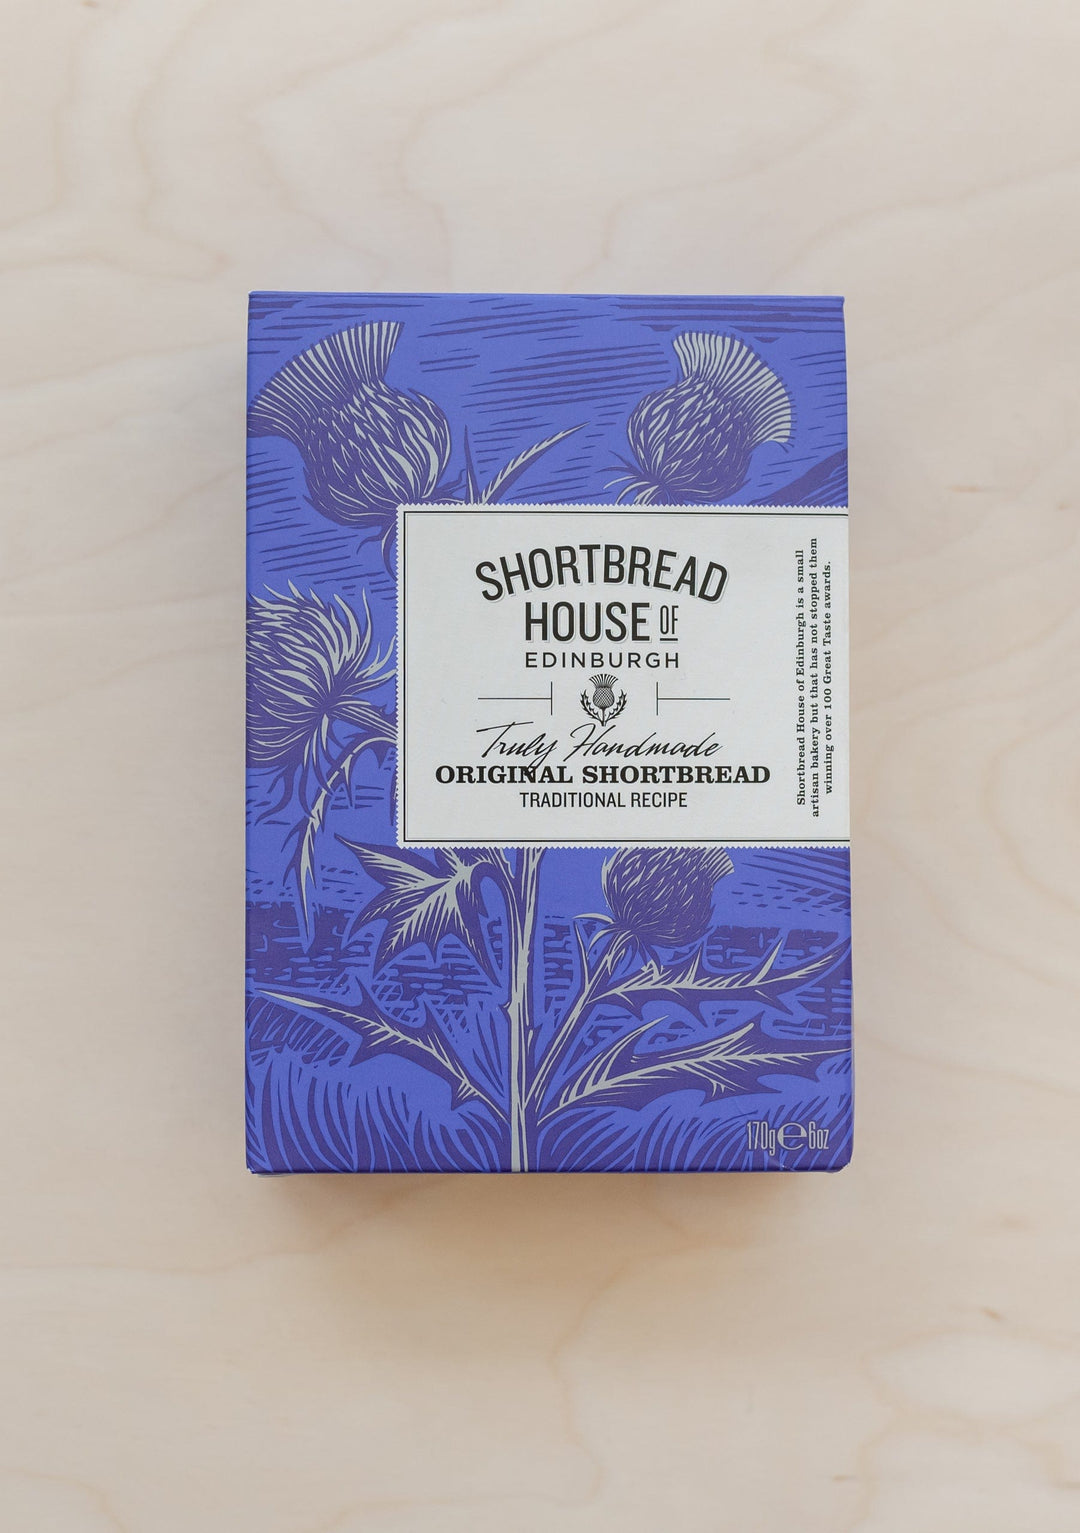 SHORTBREAD
HOUSE OF
EDINBURGH
Truly Handmade
ORIGINAL SHORTBREAD
TRADITIONAL RECIPE
Shortbread House of Edinburgh is a small
artisan bakery but that has not stopped them
winning over 100 Great Taste awards.
170g e 6oz